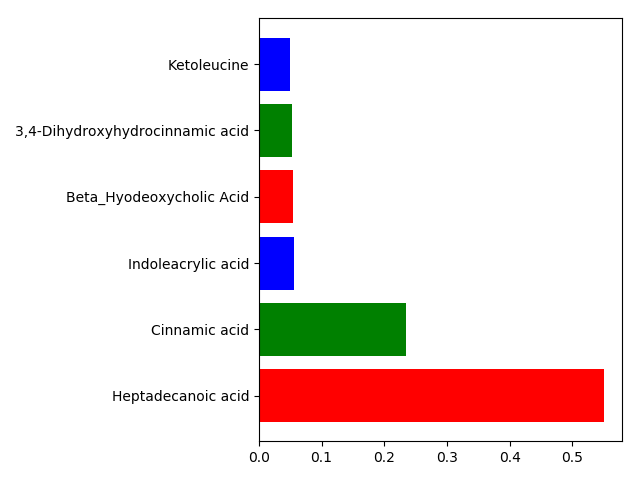 Ketoleucine
3,4-Dihydroxyhydrocinnamic acid
Beta_Hyodeoxycholic Acid
Indoleacrylic acid
Cinnamic acid
Heptadecanoic acid
0.0 0.1 0.2 0.3 0.4 0.5